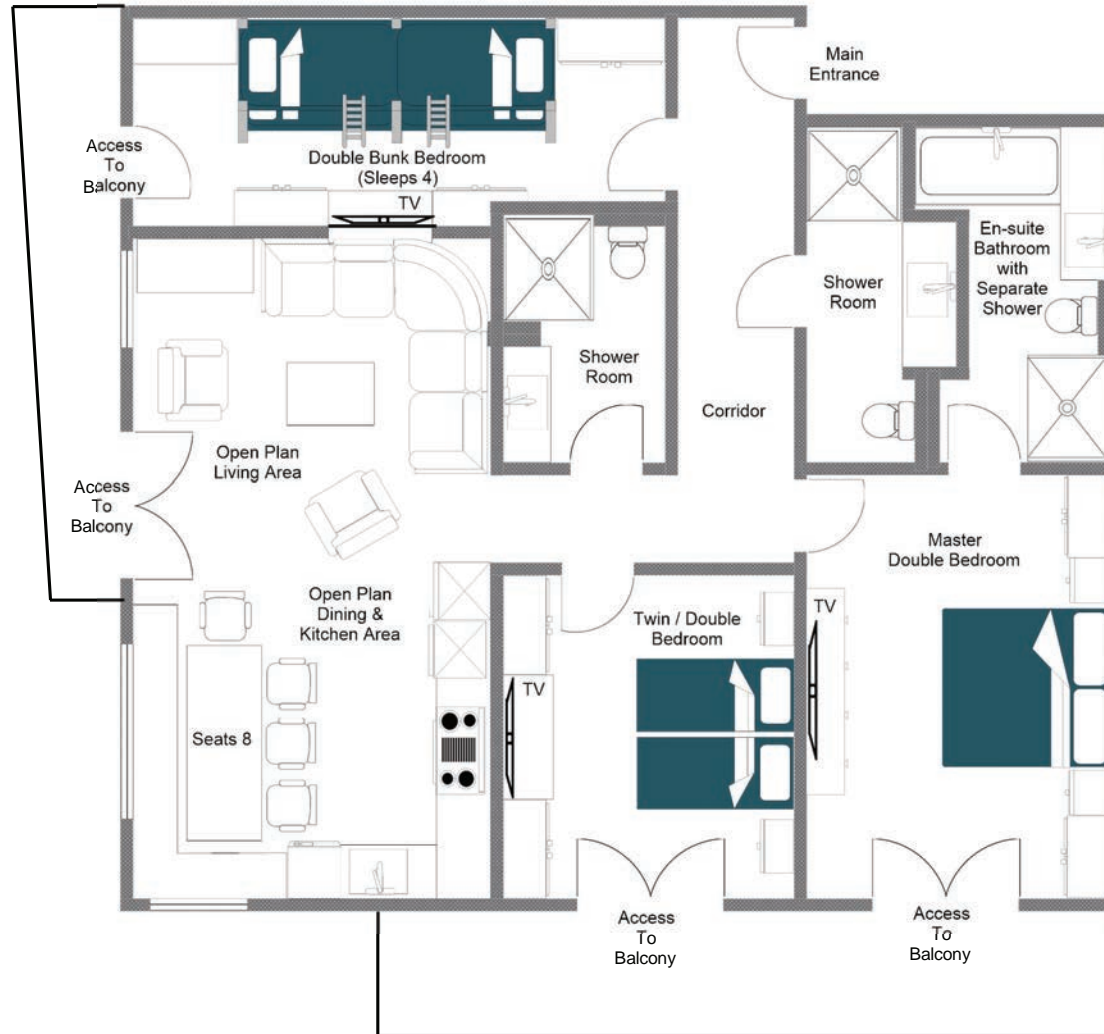 Main
Entrance
Access
To
Balcony
Double Bunk Bedroom
(Sleeps 4)
TV
En-suite
Bathroom
with
Separate
Shower
Shower
Room
Shower
Room
Corridor
Open Plan
Living Area
Access
To
Balcony
Master
Double Bedroom
Open Plan
Dining &
Kitchen Area
Twin / Double
Bedroom
TV
TV
Seats 8
Access
To
Balcony
Access
To
Balcony